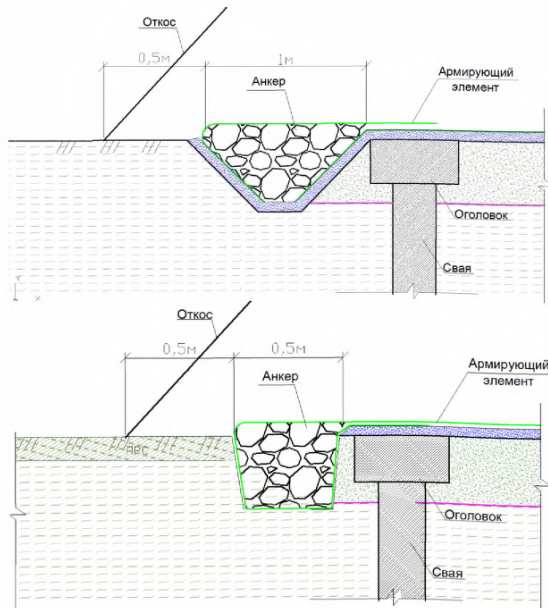 Откос
0,5м
1м
Анкер
Армирующий
элемент
Оголовок
Свая
Y
X
Откос
0,5м
0,5м
Анкер
Армирующий
элемент
ПРС
Оголовок
Свая